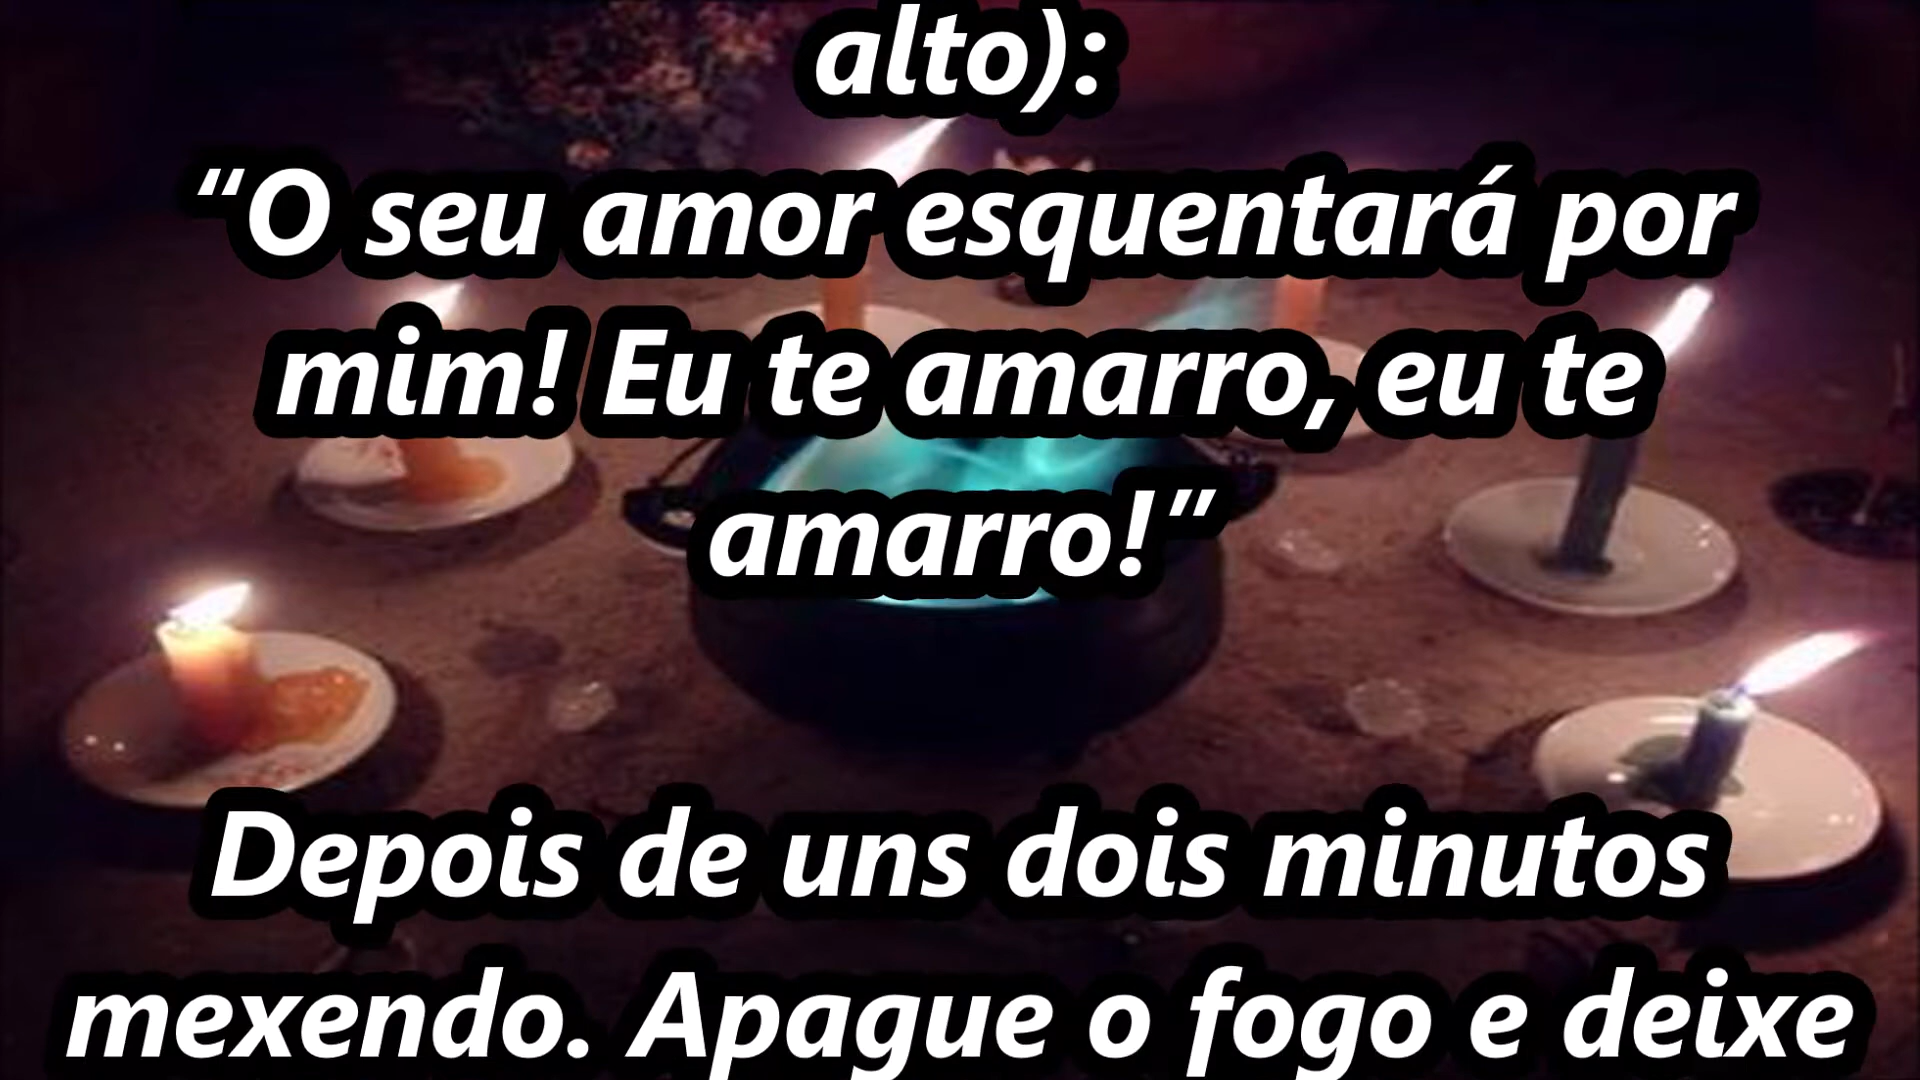 alto):
“O seu amor esquentará por
mim! Eu te amarro, eu te
amarro!”
Depois de uns dois minutos
mexendo. Apague o fogo e deixe